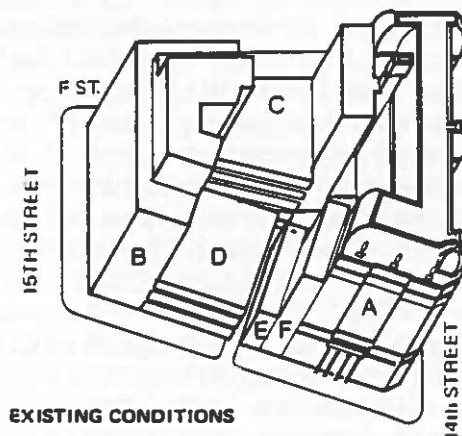 F ST.
C
15TH STREET
B
D
A
E F
14th STREET
EXISTING CONDITIONS